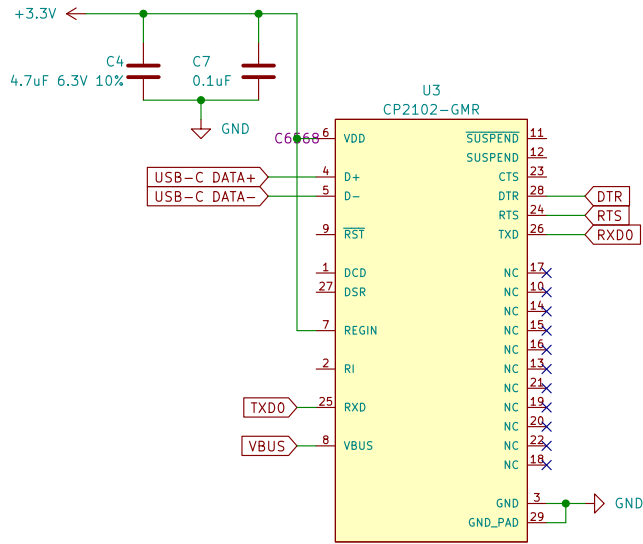 +3.3V
C4
4.7uF 6.3V 10%
C7
0.1uF
GND
U3
CP2102-GMR
C6568
6 VDD
4 D+
5 D-
9 RST
1 DCD
27 DSR
7 REGIN
2 RI
25 RXD
8 VBUS
USB-C DATA+
USB-C DATA-
TXD0
VBUS
SUSPEND 11
SUSPEND 12
CTS 23
DTR 28
RTS 24
TXD 26
NC 17
NC 10
NC 14
NC 15
NC 16
NC 13
NC 21
NC 19
NC 20
NC 22
NC 18
GND 3
GND_PAD 29
DTR
RTS
RXD0
GND